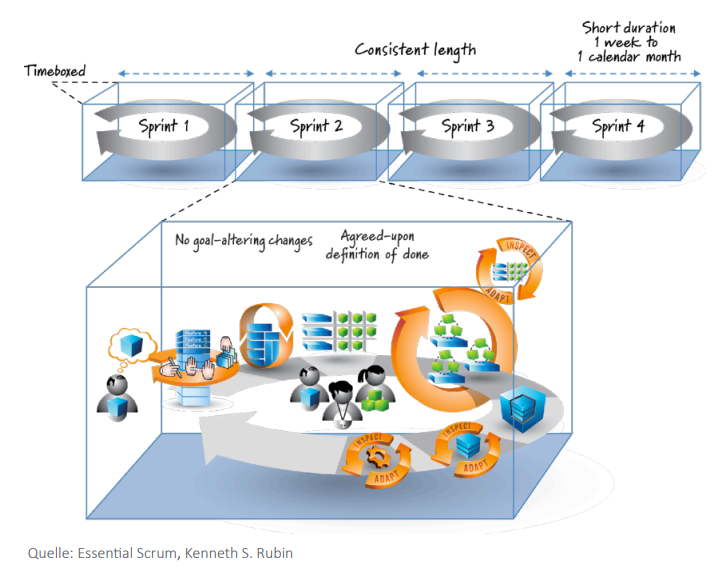 Short duration
1 week to
1 calendar month
Consistent length
Timeboxed
Sprint 1
Sprint 2
Sprint 3
Sprint 4
No goal-altering changes
Agreed-upon
definition of done
INSPECT
ADAPT
Feature A
INSPECT
ADAPT
INSPECT
ADAPT
Quelle: Essential Scrum, Kenneth S. Rubin